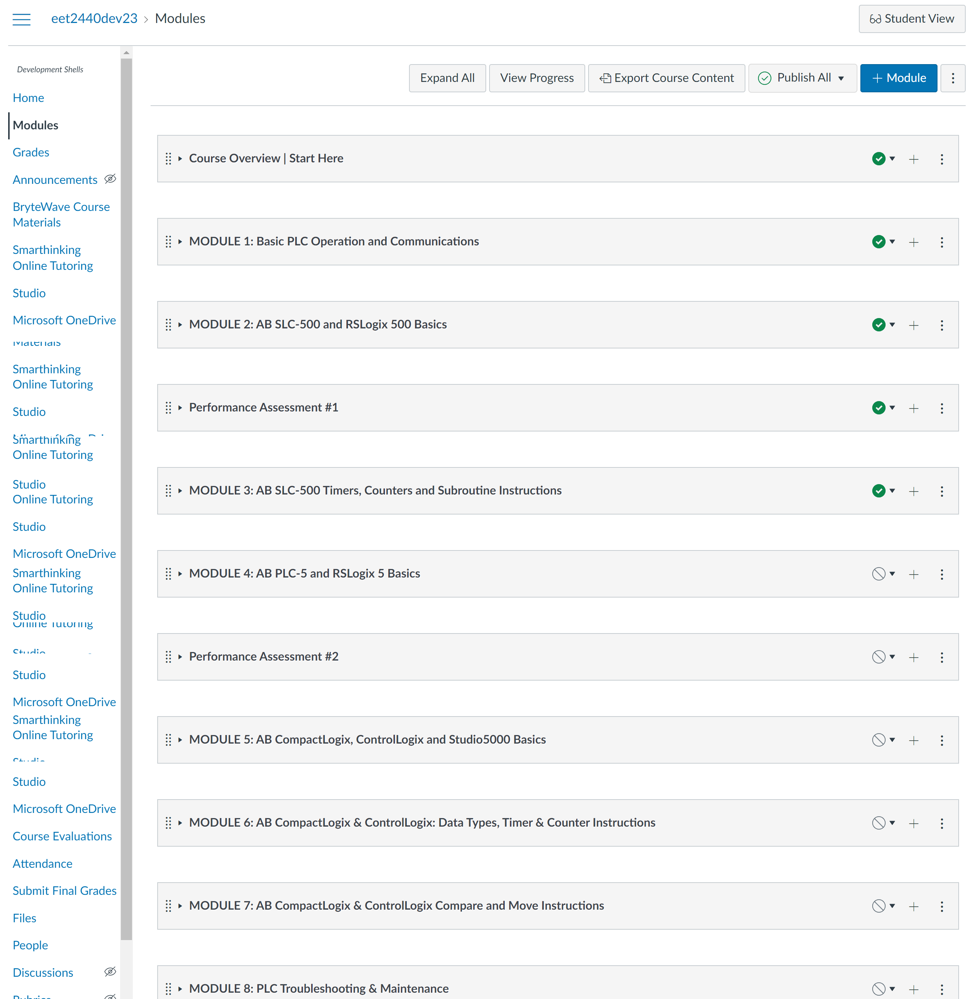 eet2440dev23 > Modules
Student View
Development Shells
Expand All
View Progress
Export Course Content
Publish All
+ Module
Home
Modules
Grades
Announcements
BryteWave Course
Materials
Smarthinking
Online Tutoring
Studio
Microsoft OneDrive
Materials
Smarthinking
Online Tutoring
Studio
Smarthinking
Online Tutoring
Studio
Online Tutoring
Studio
Microsoft OneDrive
Smarthinking
Online Tutoring
Studio
Online Tutoring
Studio
Studio
Microsoft OneDrive
Smarthinking
Online Tutoring
Studio
Studio
Microsoft OneDrive
Course Evaluations
Attendance
Submit Final Grades
Files
People
Discussions
Rubrics
Course Overview | Start Here
MODULE 1: Basic PLC Operation and Communications
MODULE 2: AB SLC-500 and RSLogix 500 Basics
Performance Assessment #1
MODULE 3: AB SLC-500 Timers, Counters and Subroutine Instructions
MODULE 4: AB PLC-5 and RSLogix 5 Basics
Performance Assessment #2
MODULE 5: AB CompactLogix, ControlLogix and Studio5000 Basics
MODULE 6: AB CompactLogix & ControlLogix: Data Types, Timer & Counter Instructions
MODULE 7: AB CompactLogix & ControlLogix Compare and Move Instructions
MODULE 8: PLC Troubleshooting & Maintenance